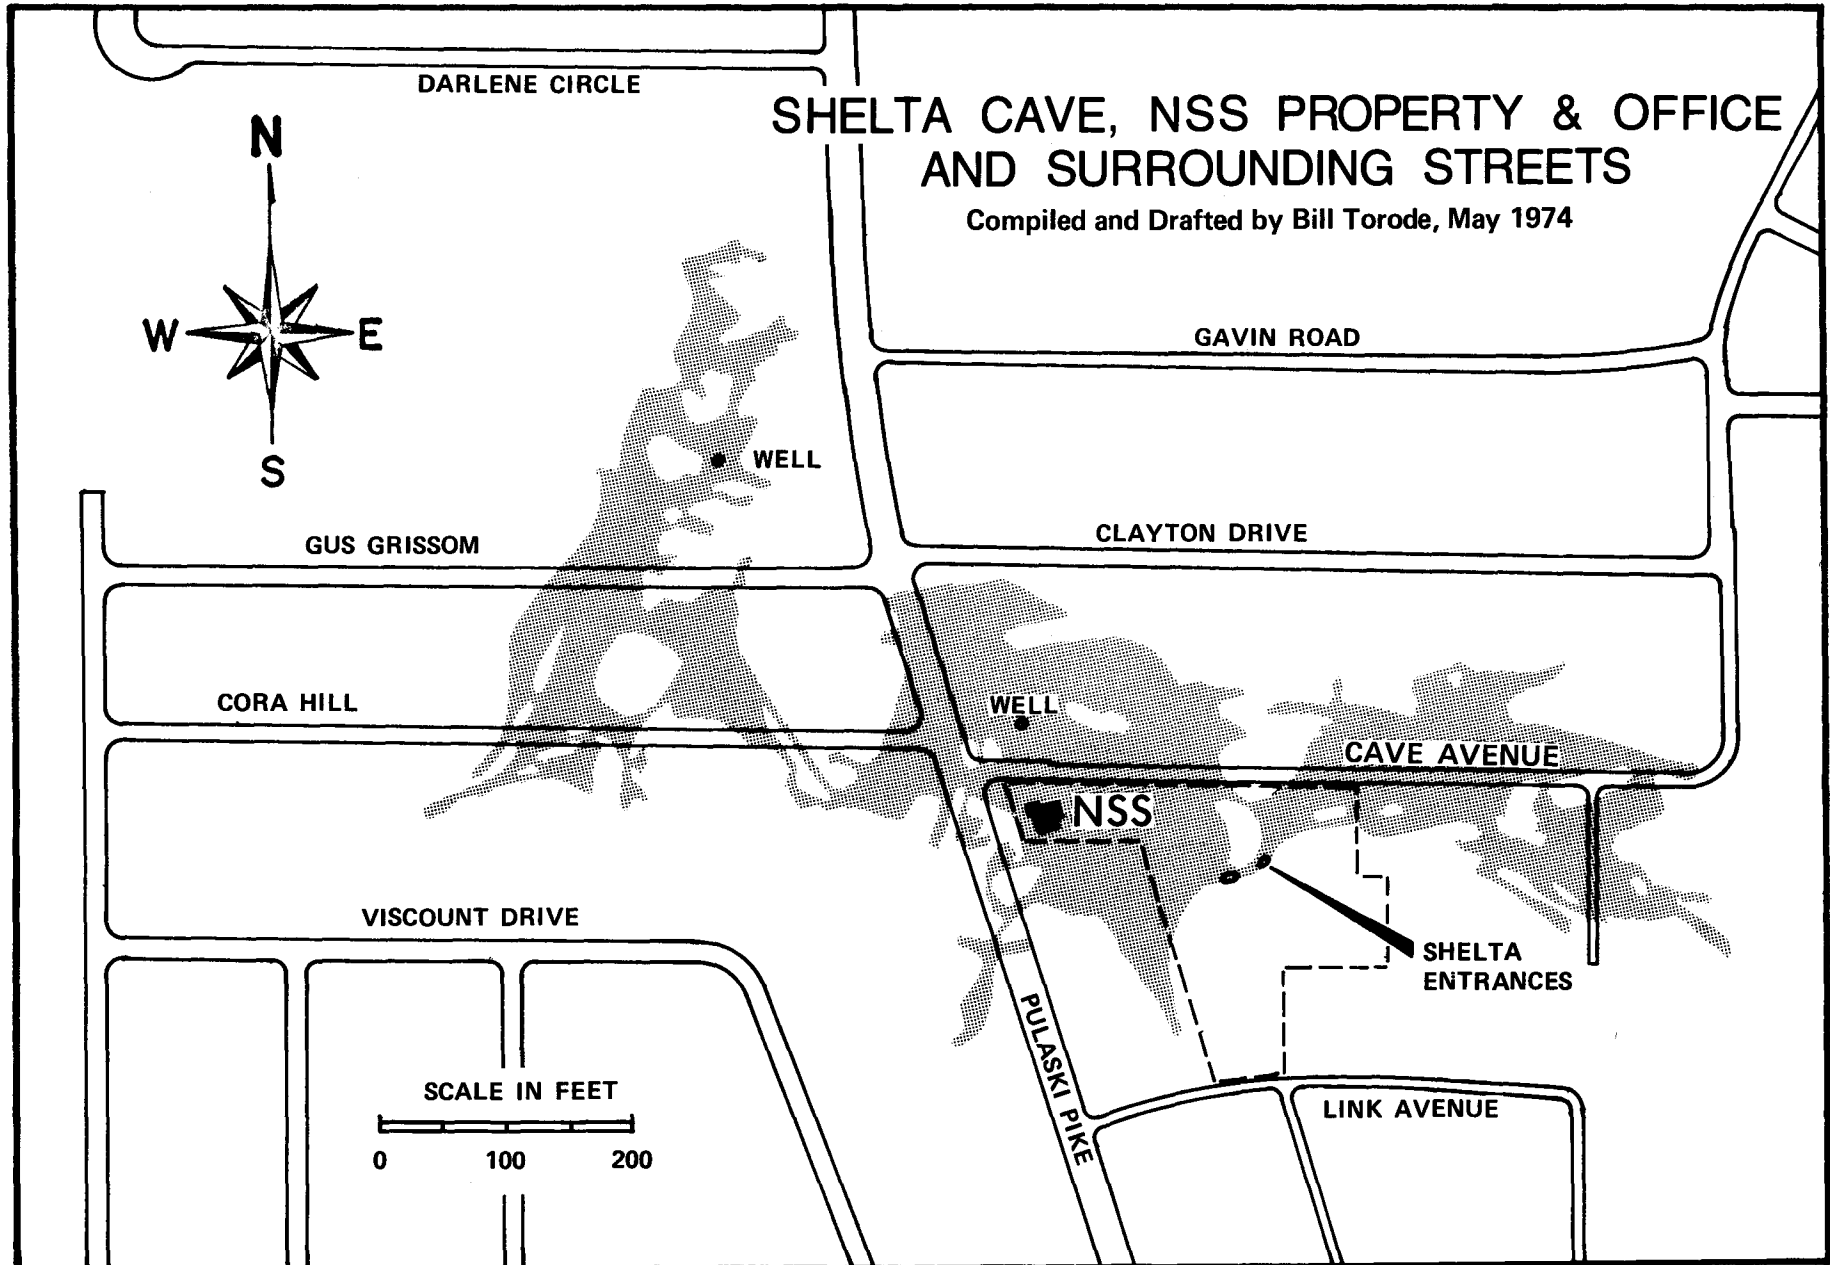 DARLENE CIRCLE
SHELTA CAVE, NSS PROPERTY & OFFICE
AND SURROUNDING STREETS
Compiled and Drafted by Bill Torode, May 1974
N
W
E
S
GAVIN ROAD
WELL
GUS GRISSOM
CLAYTON DRIVE
CORA HILL
WELL
CAVE AVENUE
NSS
VISCOUNT DRIVE
SHELTA
ENTRANCES
PULASKI PIKE
SCALE IN FEET
0 100 200
LINK AVENUE